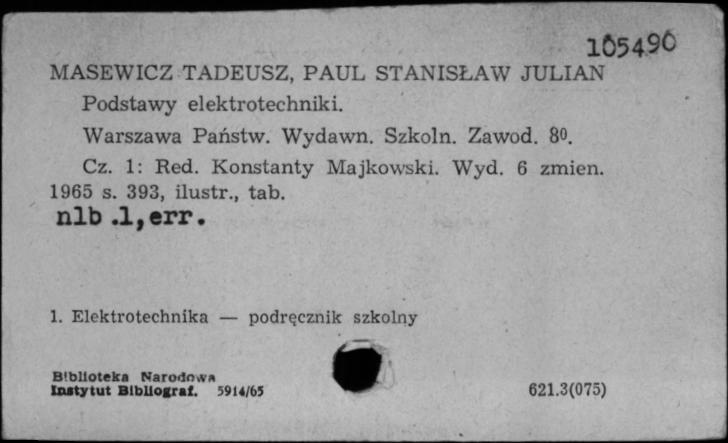 105490
MASEWICZ TADEUSZ, PAUL STANISŁAW JULIAN
Podstawy elektrotechniki.
Warszawa Państw. Wydawn. Szkoln. Zawod. 8⁰.
Cz. 1: Red. Konstanty Majkowski. Wyd. 6 zmien.
1965 s. 393, ilustr., tab.
nlb .1, err.
1. Elektrotechnika — podręcznik szkolny
Biblioteka Narodowa
Instytut Bibliograf. 5914/65
621.3(075)